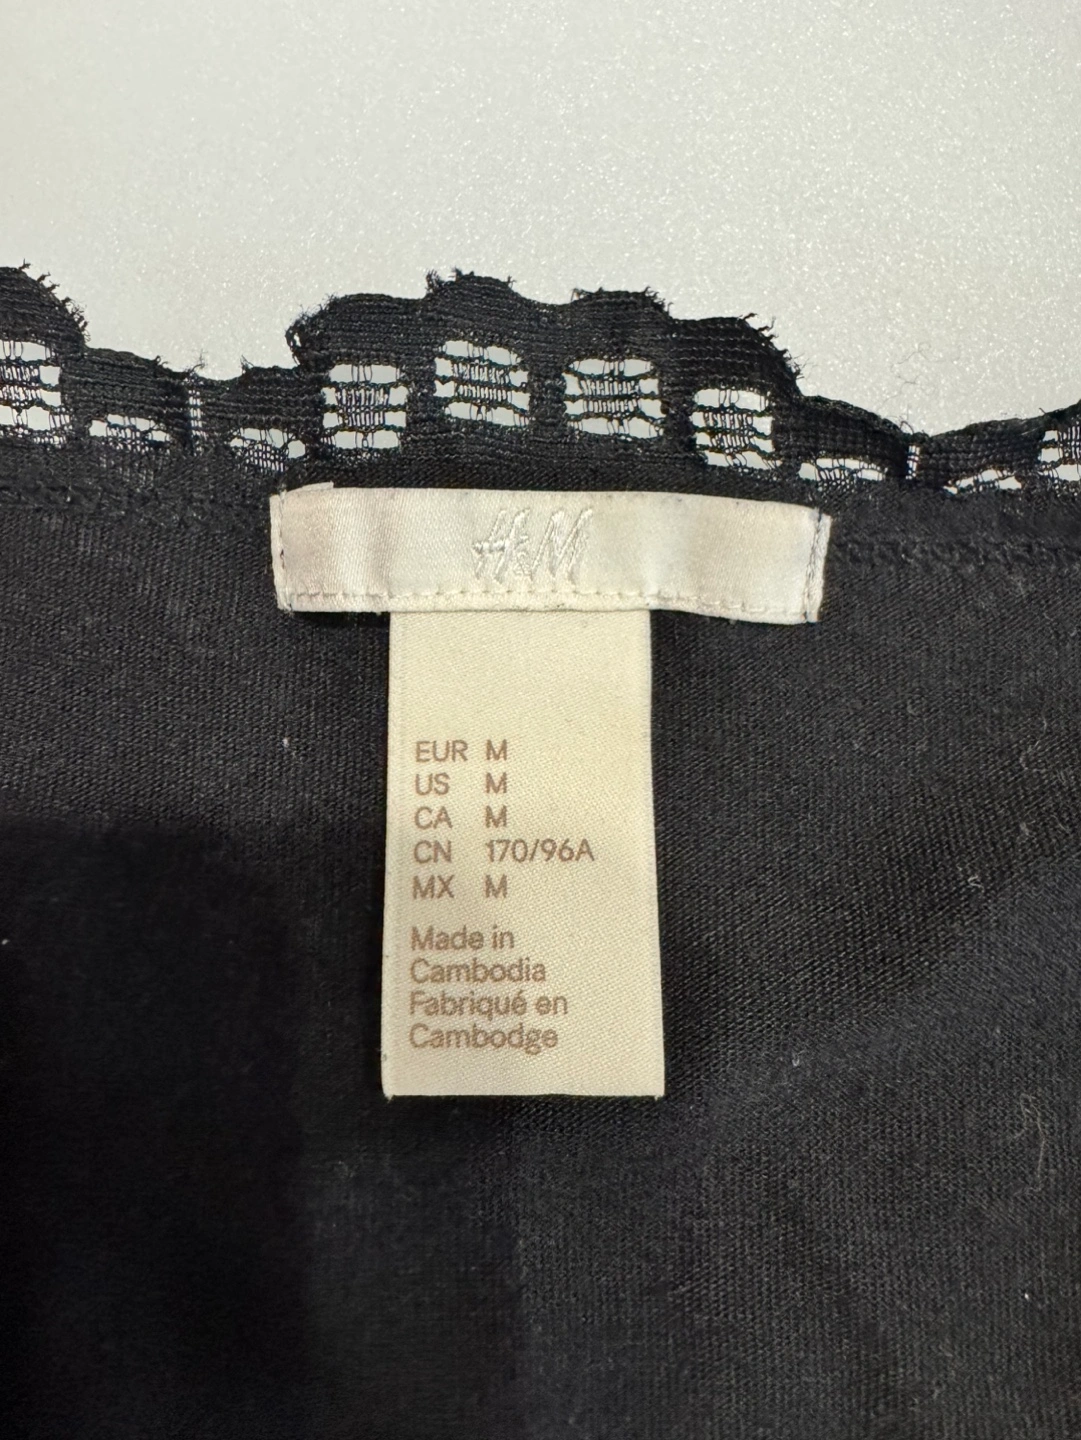 H&M
EUR M
US M
CA M
CN 170/96A
MX M
Made in
Cambodia
Fabriqué en
Cambodge